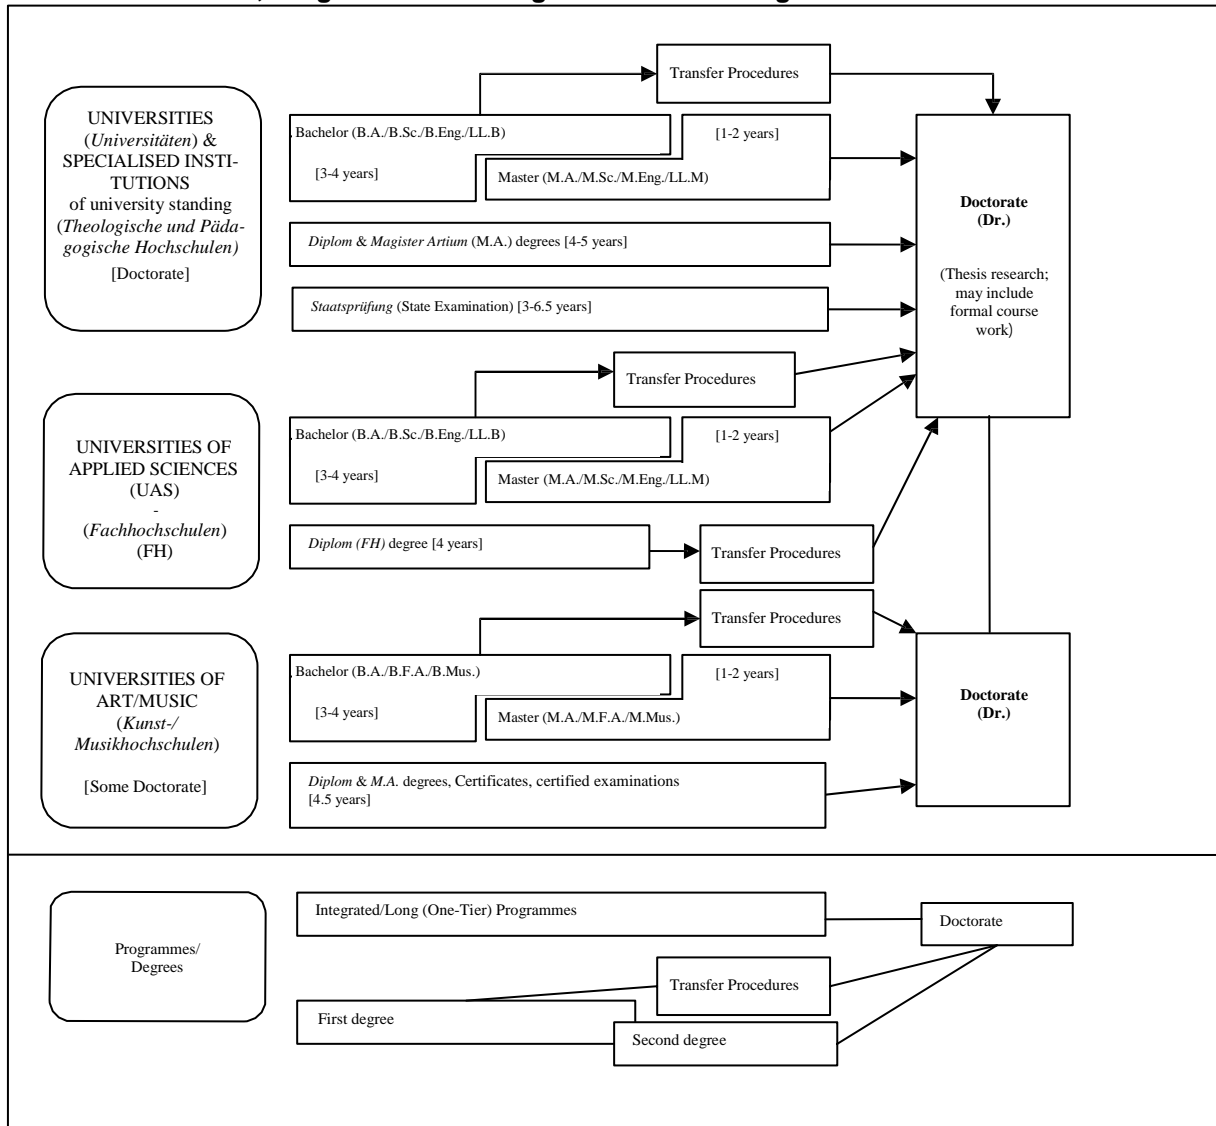 UNIVERSITIES
(Universitäten) &
SPECIALISED INSTI-
TUTIONS
of university standing
(Theologische und Päda-
gogische Hochschulen)
[Doctorate]
Transfer Procedures
Bachelor (B.A./B.Sc./B.Eng./LL.B)
[3-4 years]
[1-2 years]
Master (M.A./M.Sc./M.Eng./LL.M)
Diplom & Magister Artium (M.A.) degrees [4-5 years]
Staatsprüfung (State Examination) [3-6.5 years]
Doctorate
(Dr.)
(Thesis research;
may include
formal course
work)
UNIVERSITIES OF
APPLIED SCIENCES
(UAS)
-
(Fachhochschulen)
(FH)
Transfer Procedures
Bachelor (B.A./B.Sc./B.Eng./LL.B)
[3-4 years]
[1-2 years]
Master (M.A./M.Sc./M.Eng./LL.M)
Diplom (FH) degree [4 years]
Transfer Procedures
UNIVERSITIES OF
ART/MUSIC
(Kunst-/
Musikhochschulen)
[Some Doctorate]
Transfer Procedures
Bachelor (B.A./B.F.A./B.Mus.)
[3-4 years]
[1-2 years]
Master (M.A./M.F.A./M.Mus.)
Diplom & M.A. degrees, Certificates, certified examinations
[4.5 years]
Doctorate
(Dr.)
Programmes/
Degrees
Integrated/Long (One-Tier) Programmes
Doctorate
Transfer Procedures
First degree
Second degree